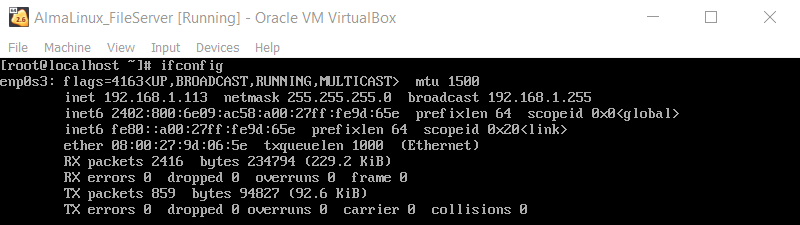 AlmaLinux_FileServer [Running] - Oracle VM VirtualBox
File Machine View Input Devices Help
[root@localhost ~]# ifconfig
enp0s3: flags=4163<UP,BROADCAST,RUNNING,MULTICAST>  mtu 1500
        inet 192.168.1.113  netmask 255.255.255.0  broadcast 192.168.1.255
        inet6 2402:800:6e09:ac58:a00:27ff:fe9d:65e  prefixlen 64  scopeid 0x0<global>
        inet6 fe80::a00:27ff:fe9d:65e  prefixlen 64  scopeid 0x20<link>
        ether 08:00:27:9d:06:5e  txqueuelen 1000  (Ethernet)
        RX packets 2416  bytes 234794 (229.2 KiB)
        RX errors 0  dropped 0  overruns 0  frame 0
        TX packets 859  bytes 94827 (92.6 KiB)
        TX errors 0  dropped 0 overruns 0  carrier 0  collisions 0